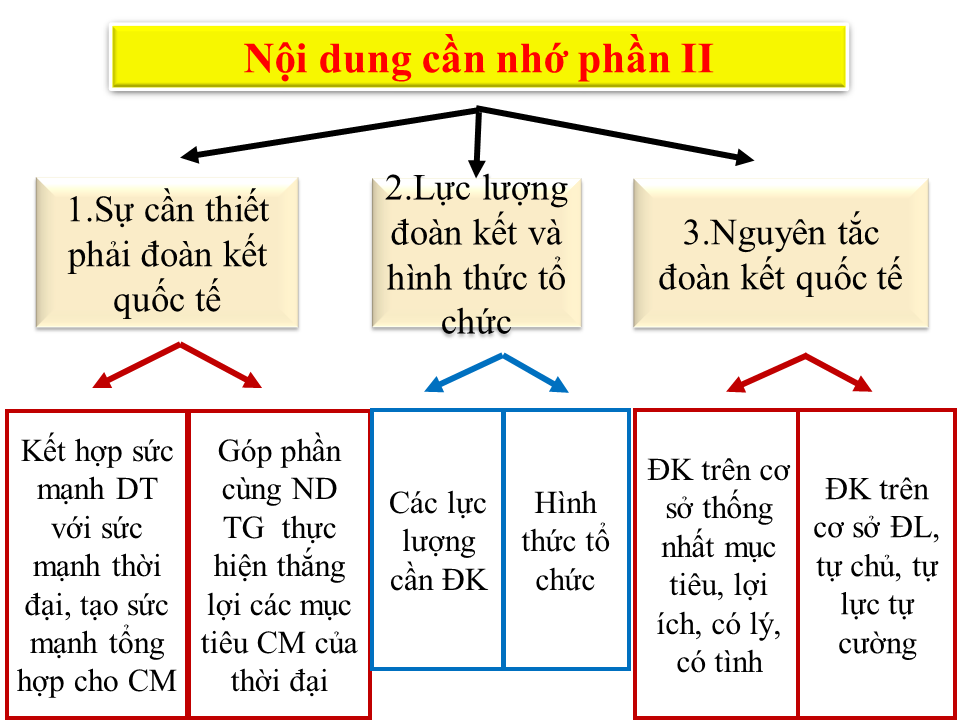 Nội dung cần nhớ phần II
1.Sự cần thiết
phải đoàn kết
quốc tế
2.Lực lượng
đoàn kết và
hình thức tổ
chức
3.Nguyên tắc
đoàn kết quốc tế
Kết hợp sức
mạnh DT
với sức
mạnh thời
đại, tạo sức
mạnh tổng
hợp cho CM
Góp phần
cùng ND
TG thực
hiện thắng
lợi các mục
tiêu CM của
thời đại
Các lực
lượng
cần ĐK
Hình
thức tổ
chức
ĐK trên cơ
sở thống
nhất mục
tiêu, lợi
ích, có lý,
có tình
ĐK trên
cơ sở ĐL,
tự chủ, tự
lực tự
cường